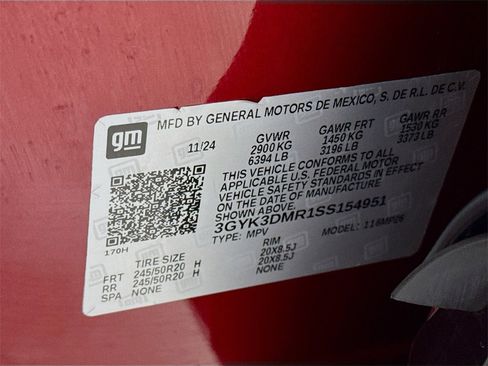 gm
MFD BY GENERAL MOTORS DE MEXICO, S. DE R.L. DE C.V.
11/24 GVWR GAWR FRT GAWR RR
2900 KG 1450 KG 1530 KG
6394 LB 3196 LB 3373 LB
THIS VEHICLE CONFORMS TO ALL
APPLICABLE U.S. FEDERAL MOTOR
VEHICLE SAFETY STANDARDS IN EFFECT
ON THE DATE OF MANUFACTURE
SHOWN ABOVE.
3GYK3DMR1SS154951
TYPE: MPV MODEL: 116MP26
170H
TIRE SIZE RIM
FRT 245/50R20 H 20X8.5J
RR 245/50R20 H 20X8.5J
SPA NONE NONE